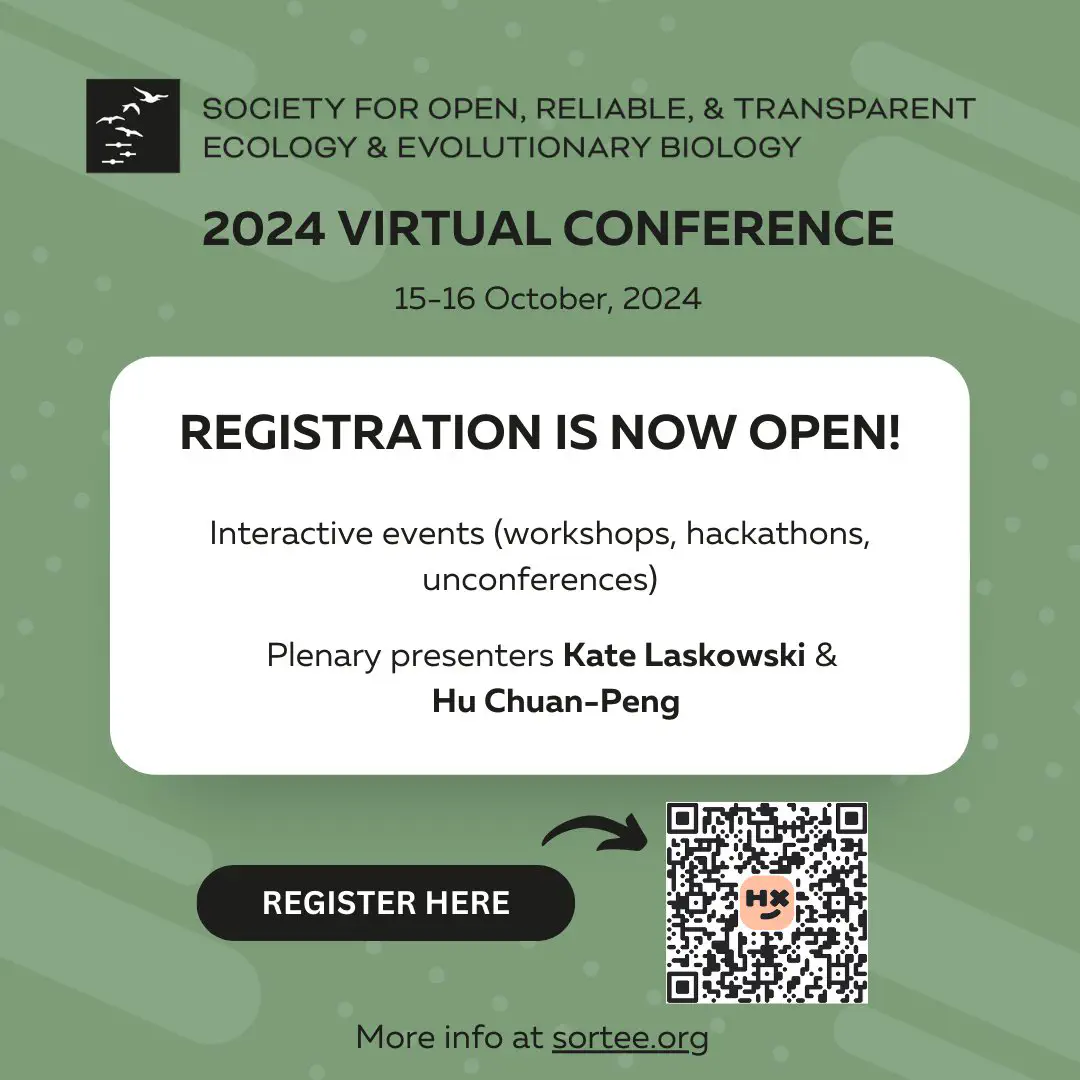 SOCIETY FOR OPEN, RELIABLE, & TRANSPARENT
ECOLOGY & EVOLUTIONARY BIOLOGY
2024 VIRTUAL CONFERENCE
15-16 October, 2024
REGISTRATION IS NOW OPEN!
Interactive events (workshops, hackathons,
unconferences)
Plenary presenters Kate Laskowski &
Hu Chuan-Peng
REGISTER HERE
HX
More info at sortee.org